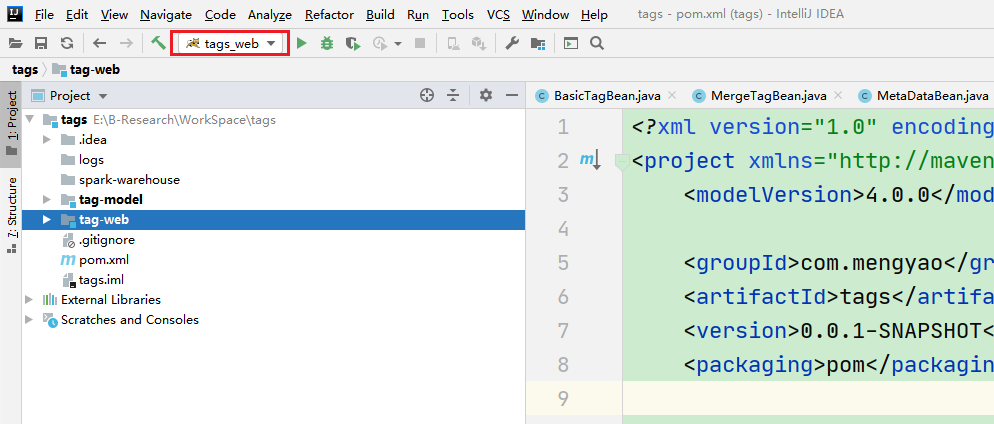 IJ File Edit View Navigate Code Analyze Refactor Build Run Tools VCS Window Help tags - pom.xml (tags) - IntelliJ IDEA
tags_web
tags tag-web
Project BasicTagBean.java MergeTagBean.java MetaDataBean.java
1: Project
7: Structure
tags E:\B-Research\WorkSpace\tags
.idea
logs
spark-warehouse
tag-model
tag-web
.gitignore
pom.xml
tags.iml
External Libraries
Scratches and Consoles
1 <?xml version="1.0" encoding
2 m <project xmlns="http://maven
3 <modelVersion>4.0.0</mod
4
5 <groupId>com.mengyao</gr
6 <artifactId>tags</artifa
7 <version>0.0.1-SNAPSHOT<
8 <packaging>pom</packagin
9